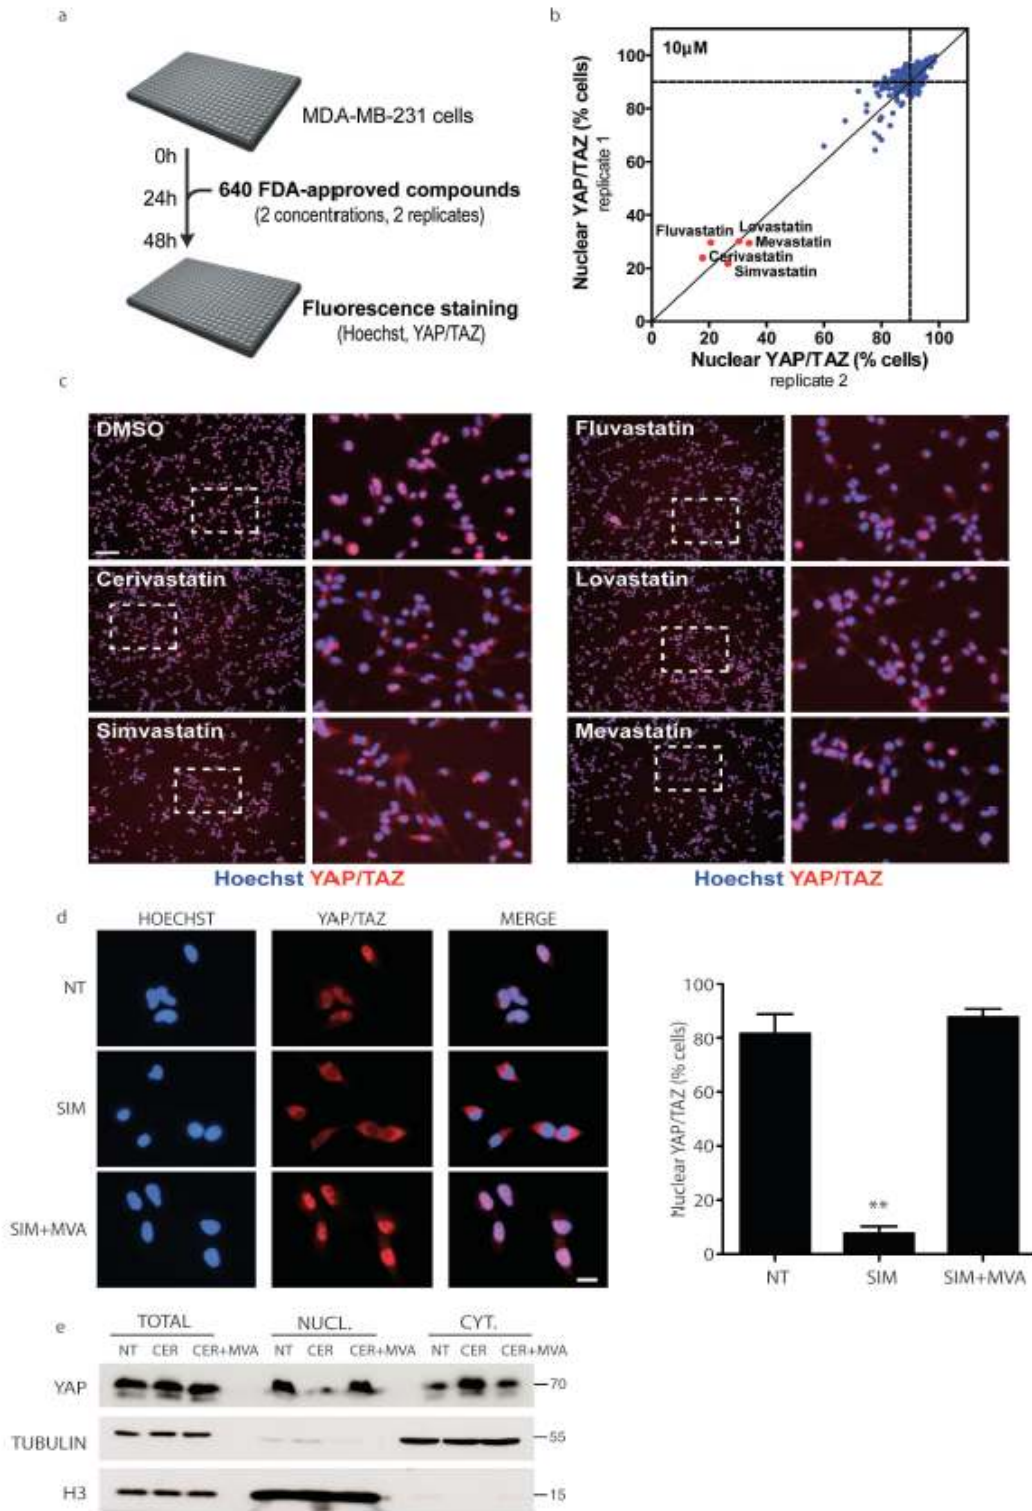 a
MDA-MB-231 cells
0h
24h
640 FDA-approved compounds
(2 concentrations, 2 replicates)
48h
Fluorescence staining
(Hoechst, YAP/TAZ)
b
10µM
Nuclear YAP/TAZ (% cells)
replicate 1
100
80
60
40
20
0
Fluvastatin
Lovastatin
Mevastatin
Cerivastatin
Simvastatin
0 20 40 60 80 100
Nuclear YAP/TAZ (% cells)
replicate 2
c
DMSO
Cerivastatin
Simvastatin
Hoechst YAP/TAZ
Fluvastatin
Lovastatin
Mevastatin
Hoechst YAP/TAZ
d
HOECHST YAP/TAZ MERGE
NT
SIM
SIM+MVA
Nuclear YAP/TAZ (% cells)
100
80
60
40
20
0
**
NT SIM SIM+MVA
e
TOTAL NUCL. CYT.
NT CER CER+MVA NT CER CER+MVA NT CER CER+MVA
YAP 70
TUBULIN 55
H3 15